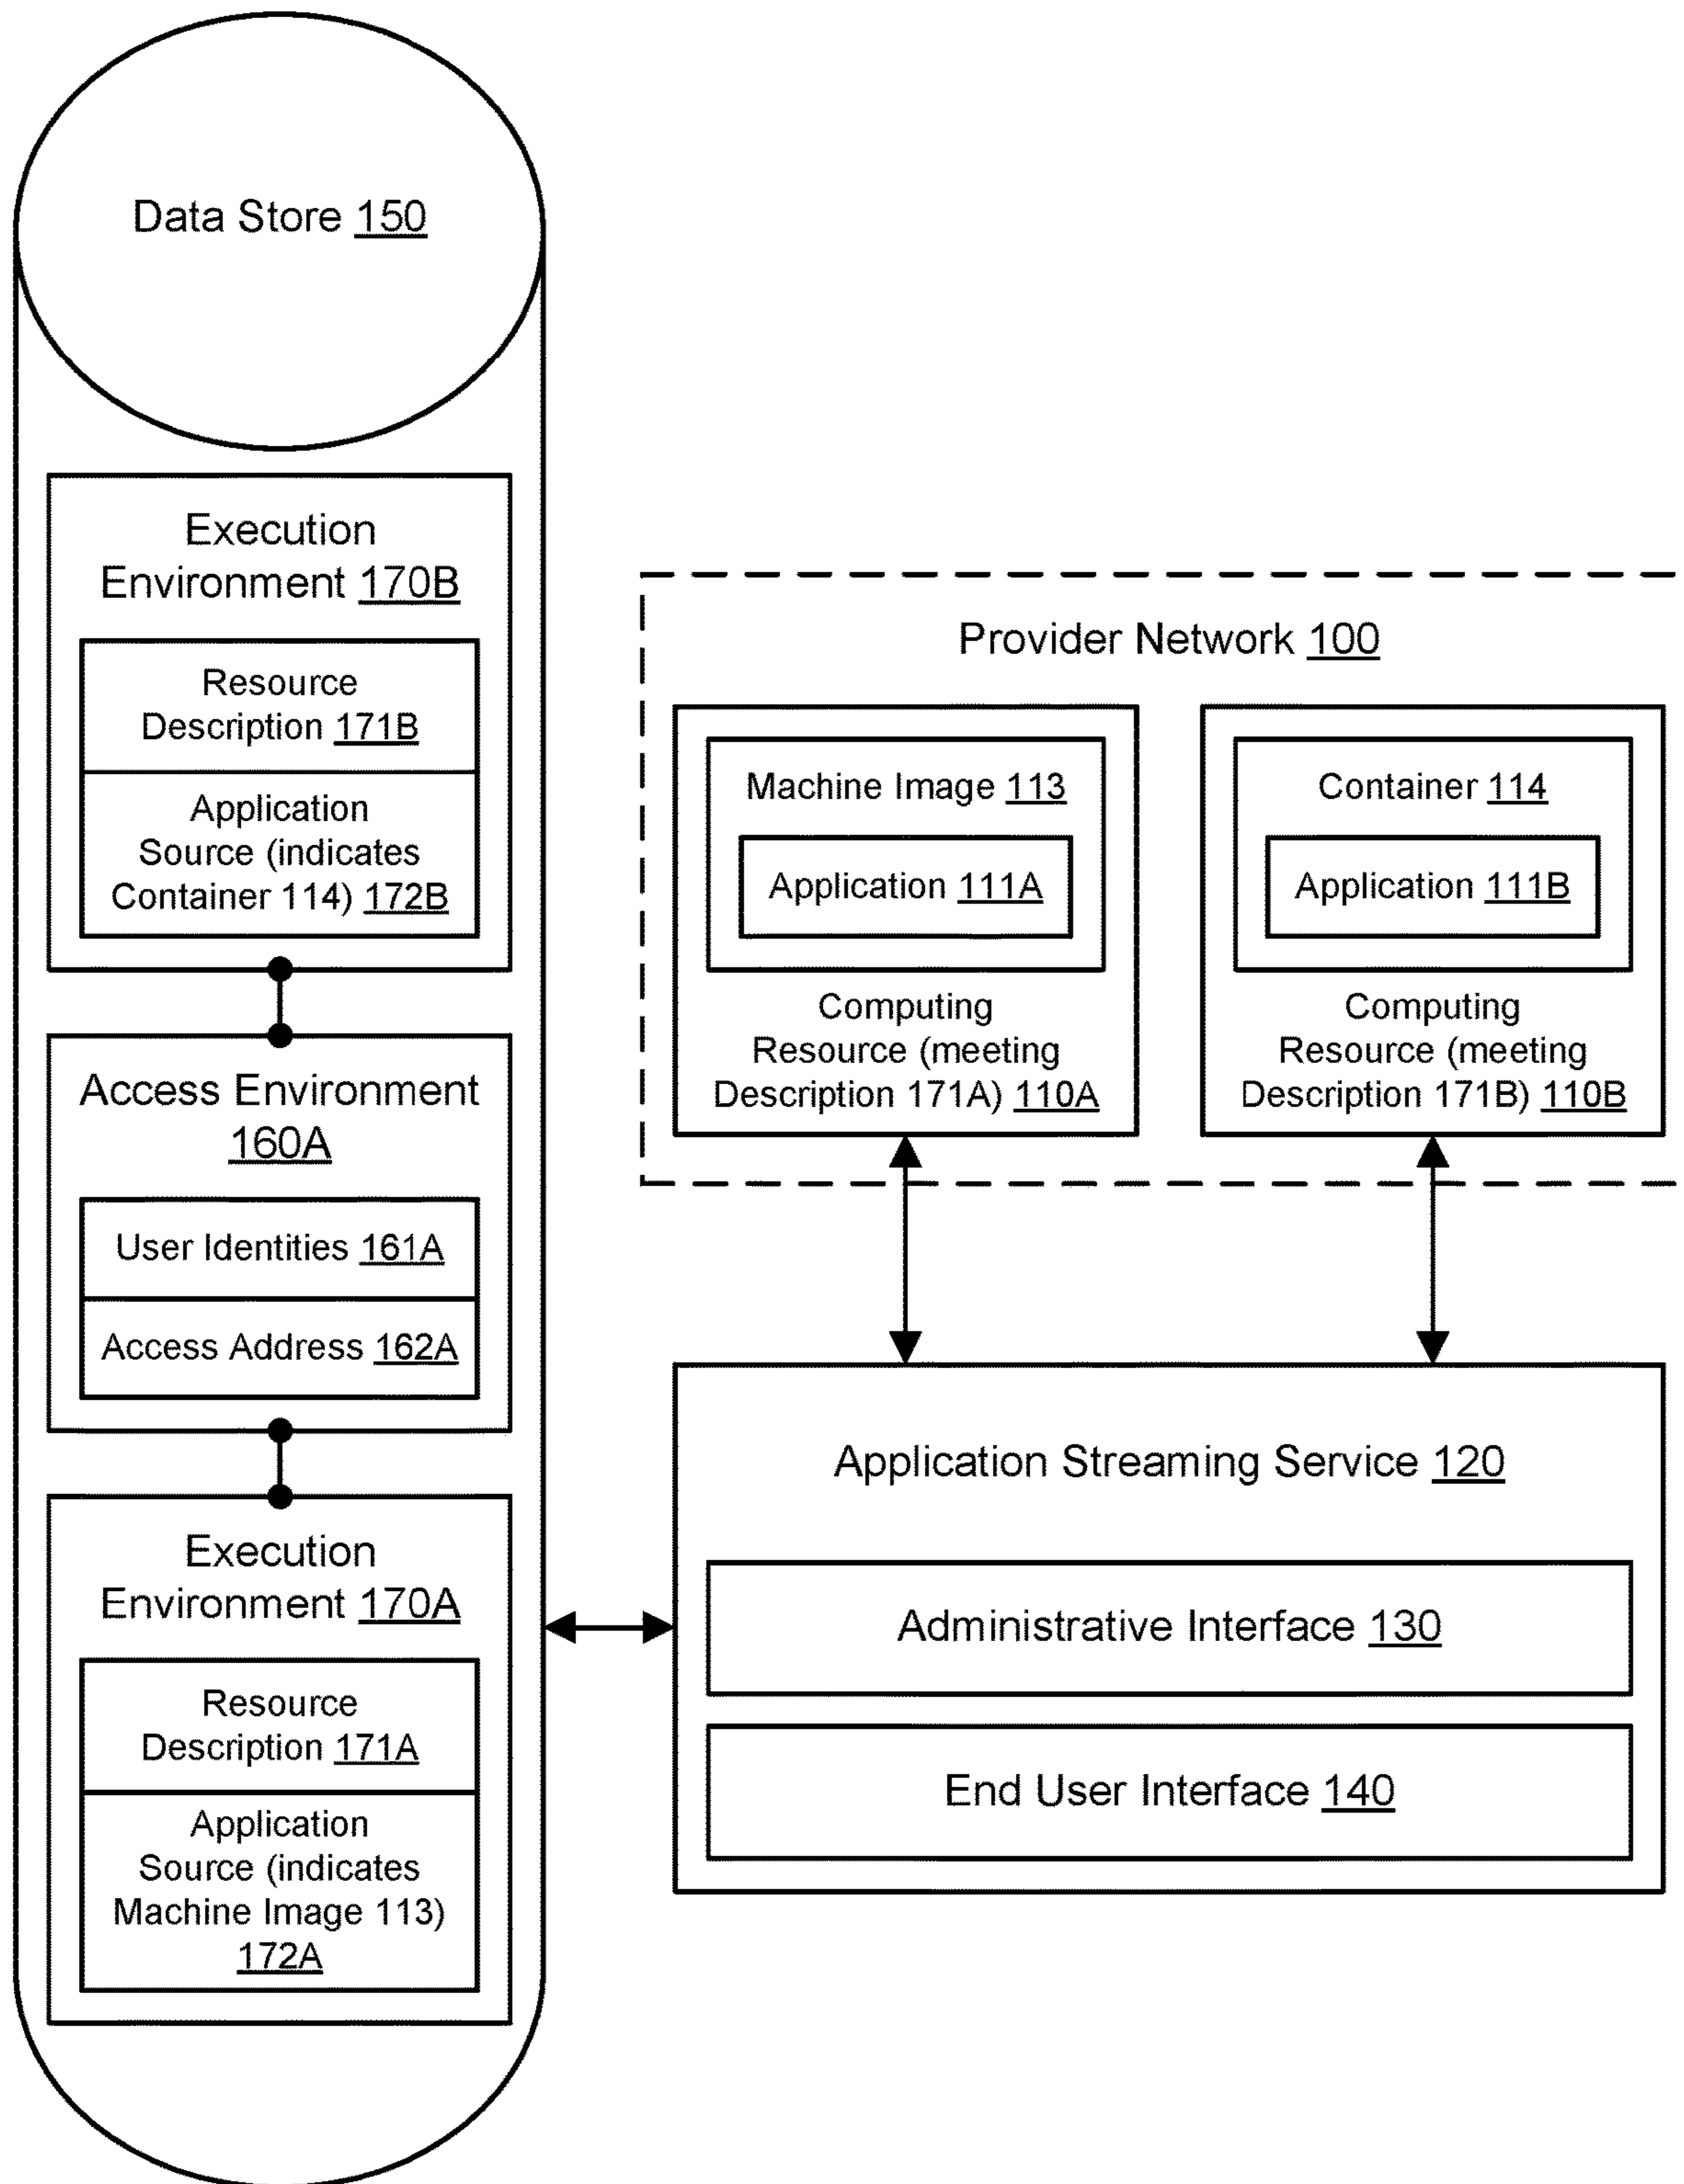 Data Store 150
Execution
Environment 170B
Resource
Description 171B
Application
Source (indicates
Container 114) 172B
Access Environment
160A
User Identities 161A
Access Address 162A
Execution
Environment 170A
Resource
Description 171A
Application
Source (indicates
Machine Image 113)
172A
Provider Network 100
Machine Image 113
Application 111A
Computing
Resource (meeting
Description 171A) 110A
Container 114
Application 111B
Computing
Resource (meeting
Description 171B) 110B
Application Streaming Service 120
Administrative Interface 130
End User Interface 140